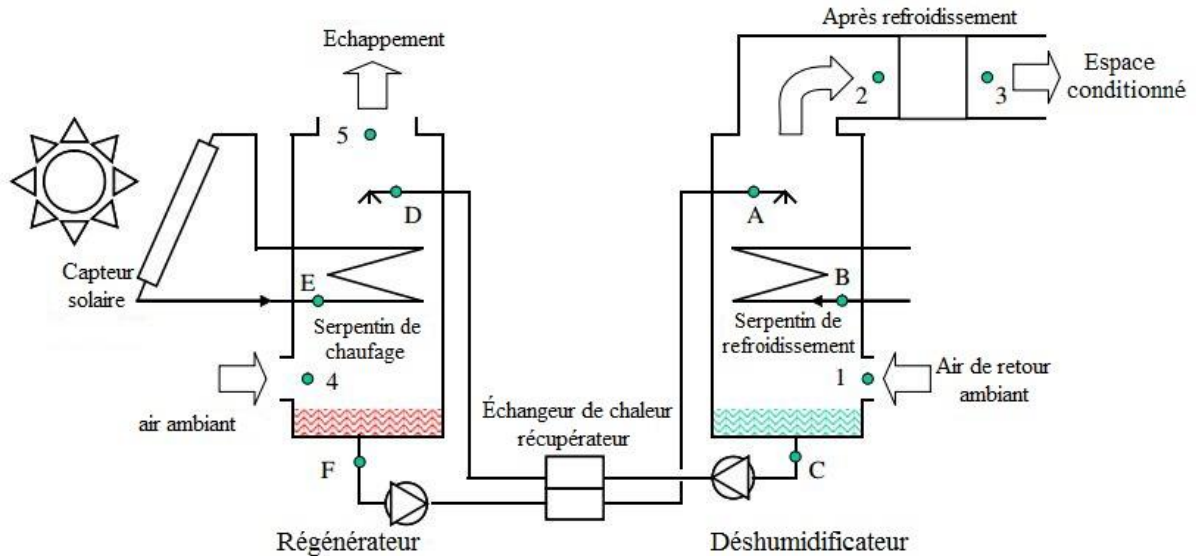 Après refroidissement
Echappement
Espace
conditionné
2
3
5
D
A
Capteur
solaire
E
B
Serpentin de
chaufage
Serpentin de
refroidissement
4
1
Air de retour
ambiant
air ambiant
Échangeur de chaleur
récupérateur
F
C
Régénérateur
Déshumidificateur